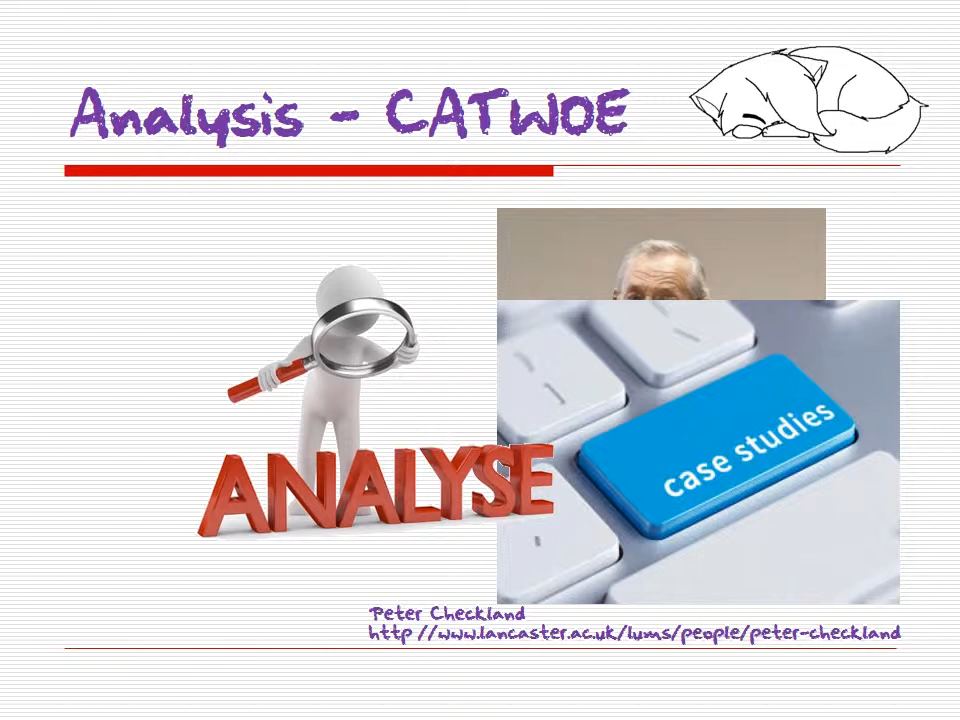 Analysis - CATWOE
case studies
ANALYSE
Peter Checkland
http //www.lancaster.ac.uk/lums/people/peter-checkland